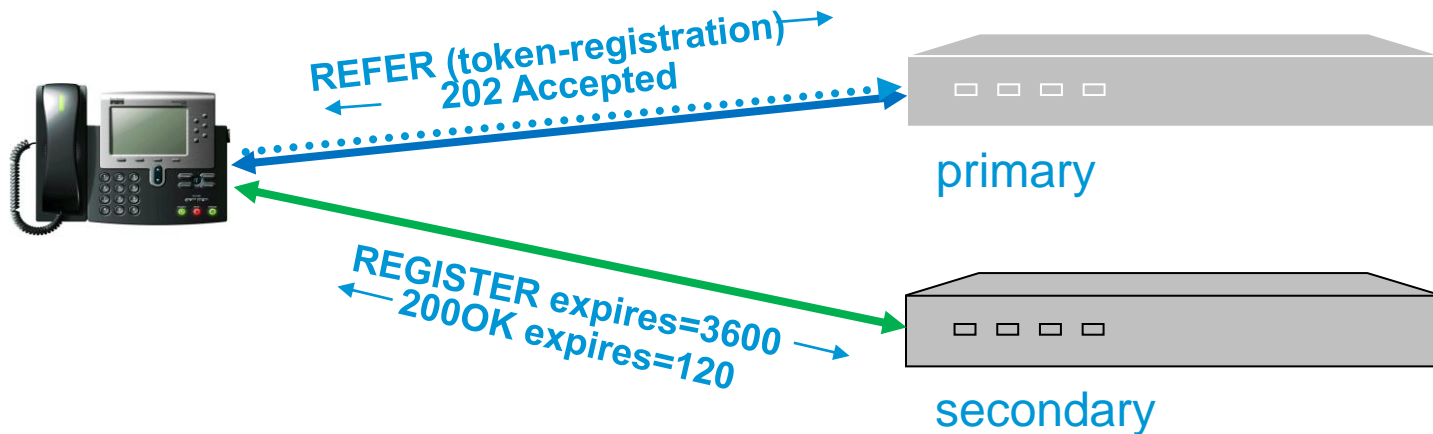 REFER (token-registration)
202 Accepted
primary
REGISTER expires=3600
200OK expires=120
secondary